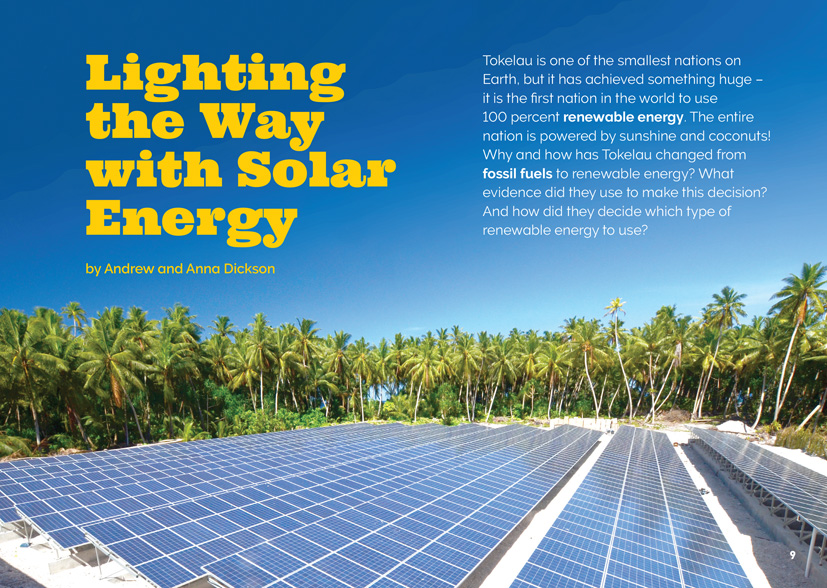 Lighting
the Way
with Solar
Energy
by Andrew and Anna Dickson
Tokelau is one of the smallest nations on
Earth, but it has achieved something huge –
it is the first nation in the world to use
100 percent renewable energy. The entire
nation is powered by sunshine and coconuts!
Why and how has Tokelau changed from
fossil fuels to renewable energy? What
evidence did they use to make this decision?
And how did they decide which type of
renewable energy to use?
9